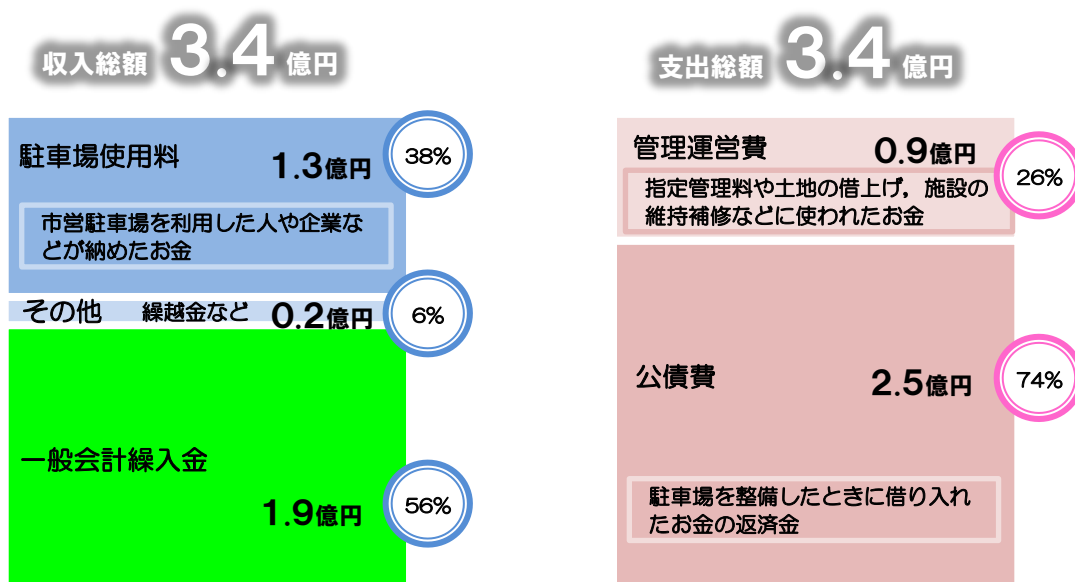 収入総額 3.4 億円
駐車場使用料
1.3億円
38%
市営駐車場を利用した人や企業な
どが納めたお金
その他 繰越金など 0.2億円
6%
一般会計繰入金
1.9億円
56%
支出総額 3.4 億円
管理運営費 0.9億円
26%
指定管理料や土地の借上げ，施設の
維持補修などに使われたお金
公債費 2.5億円
74%
駐車場を整備したときに借り入れ
たお金の返済金